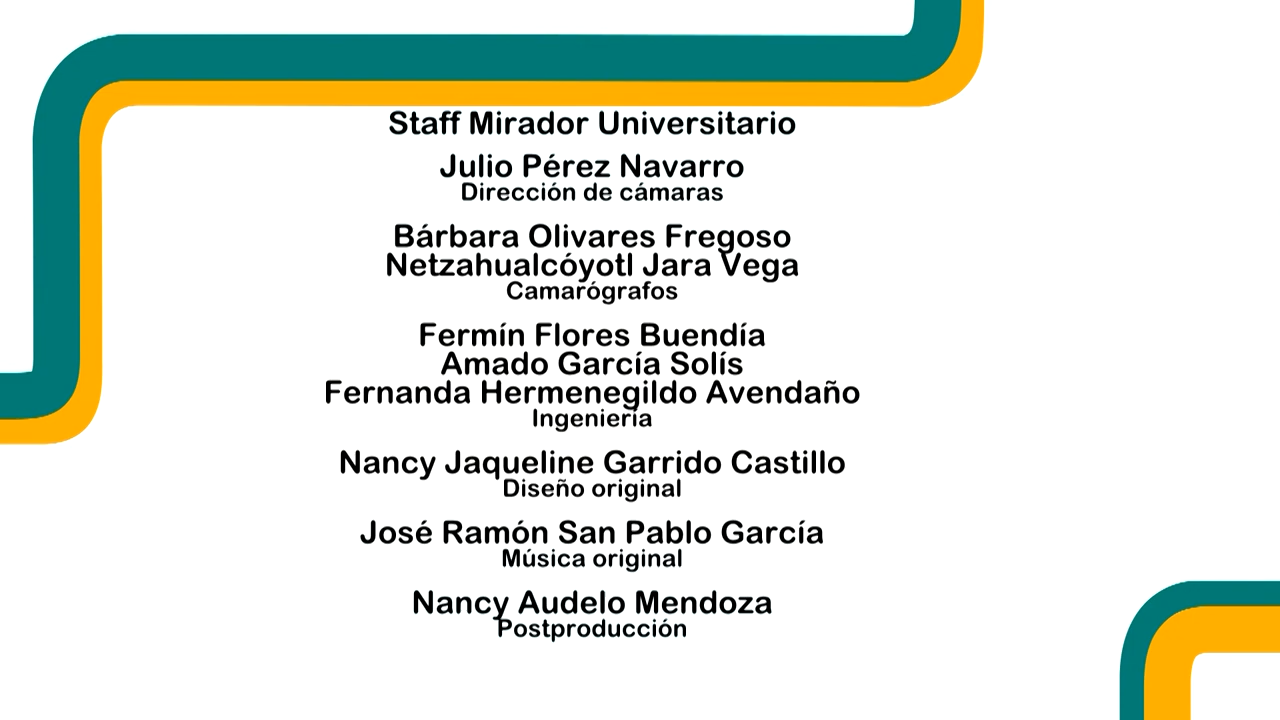 Staff Mirador Universitario
Julio Pérez Navarro
Dirección de cámaras
Bárbara Olivares Fregoso
Netzahualcóyotl Jara Vega
Camarógrafos
Fermín Flores Buendía
Amado García Solís
Fernanda Hermenegildo Avendaño
Ingeniería
Nancy Jaqueline Garrido Castillo
Diseño original
José Ramón San Pablo García
Música original
Nancy Audelo Mendoza
Postproducción